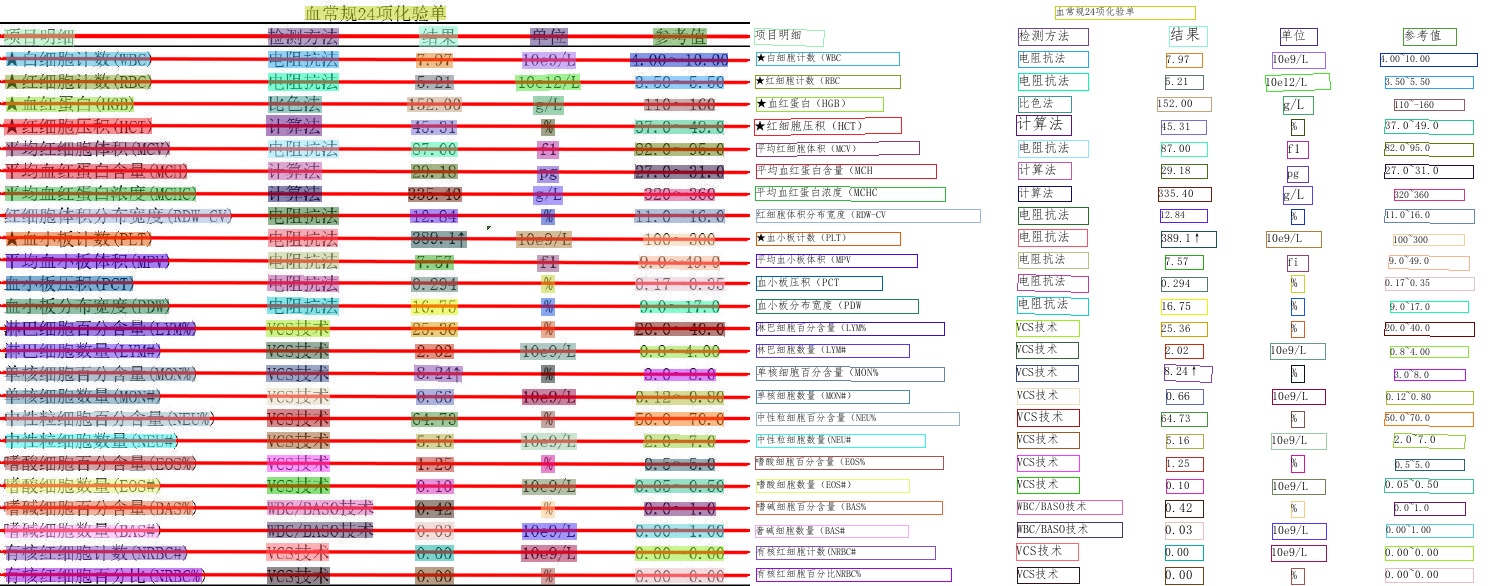 血常规24项化验单
项目明细 检测方法 结果 单位 参考值
★白细胞计数(WBC) 电阻抗法 7.97 10e9/L 4.00~10.00
★红细胞计数(RBC) 电阻抗法 5.21 10e12/L 3.50~5.50
★血红蛋白(HGB) 比色法 152.00 g/L 110~160
★红细胞压积(HCT) 计算法 45.31 % 37.0~49.0
平均红细胞体积(MCV) 电阻抗法 87.00 fl 82.0~95.0
平均血红蛋白含量(MCH) 计算法 29.18 pg 27.0~31.0
平均血红蛋白浓度(MCHC) 计算法 335.40 g/L 320~360
红细胞体积分布宽度(RDW-CV) 电阻抗法 12.84 % 11.0~16.0
★血小板计数(PLT) 电阻抗法 389.1↑ 10e9/L 100~300
平均血小板体积(MPV) 电阻抗法 7.57 fl 9.0~49.0
血小板压积(PCT) 电阻抗法 0.294 % 0.17~0.35
血小板分布宽度(PDW) 电阻抗法 16.75 % 9.0~17.0
淋巴细胞百分含量(LYM%) VCS技术 25.36 % 20.0~40.0
淋巴细胞数量(LYM#) VCS技术 2.02 10e9/L 0.8~4.00
单核细胞百分含量(MON%) VCS技术 8.24↑ % 3.0~8.0
单核细胞数量(MON#) VCS技术 0.66 10e9/L 0.12~0.80
中性粒细胞百分含量(NEU%) VCS技术 64.73 % 50.0~70.0
中性粒细胞数量(NEU#) VCS技术 5.16 10e9/L 2.0~7.0
嗜酸细胞百分含量(EOS%) VCS技术 1.25 % 0.5~5.0
嗜酸细胞数量(EOS#) VCS技术 0.10 10e9/L 0.05~0.50
嗜碱细胞百分含量(BAS%) WBC/BASO技术 0.42 % 0.0~1.0
嗜碱细胞数量(BAS#) WBC/BASO技术 0.03 10e9/L 0.00~1.00
有核红细胞计数(NRBC#) VCS技术 0.00 10e9/L 0.00~0.00
有核红细胞百分比(NRBC%) VCS技术 0.00 % 0.00~0.00
血常规24项化验单
项目明细 检测方法 结果 单位 参考值
★白细胞计数（WBC 电阻抗法 7.97 10e9/L 4.00~10.00
★红细胞计数（RBC 电阻抗法 5.21 10e12/L 3.50~5.50
★血红蛋白（HGB） 比色法 152.00 g/L 110~~160
★红细胞压积（HCT） 计算法 45.31 % 37.0~49.0
平均红细胞体积（MCV） 电阻抗法 87.00 f1 82.0~95.0
平均血红蛋白含量（MCH 计算法 29.18 pg 27.0~31.0
平均血红蛋白浓度（MCHC 计算法 335.40 g/L 320~360
红细胞体积分布宽度（RDW-CV 电阻抗法 12.84 % 11.0~16.0
★血小板计数（PLT） 电阻抗法 389.1↑ 10e9/L 100~300
平均血小板体积（MPV 电阻抗法 7.57 fi 9.0~49.0
血小板压积（PCT 电阻抗法 0.294 % 0.17~0.35
血小板分布宽度（PDW 电阻抗法 16.75 % 9.0~17.0
淋巴细胞百分含量（LYM% VCS技术 25.36 % 20.0~40.0
淋巴细胞数量（LYM# VCS技术 2.02 10e9/L 0.8~4.00
单核细胞百分含量（MON% VCS技术 8.24↑ % 3.0~8.0
单核细胞数量（MON#） VCS技术 0.66 10e9/L 0.12~0.80
中性粒细胞百分含量（NEU% VCS技术 64.73 % 50.0~70.0
中性粒细胞数量(NEU# VCS技术 5.16 10e9/L 2.0~7.0
嗜酸细胞百分含量（EOS% VCS技术 1.25 % 0.5~5.0
嗜酸细胞数量（EOS#） VCS技术 0.10 10e9/L 0.05~0.50
嗜碱细胞百分含量（BAS% WBC/BASO技术 0.42 % 0.0~1.0
蓍碱细胞数量（BAS# WBC/BASO技术 0.03 10e9/L 0.00~1.00
有核红细胞计数(NRBC# VCS技术 0.00 10e9/L 0.00~0.00
有核红细胞百分比NRBC% VCS技术 0.00 % 0.00~0.00